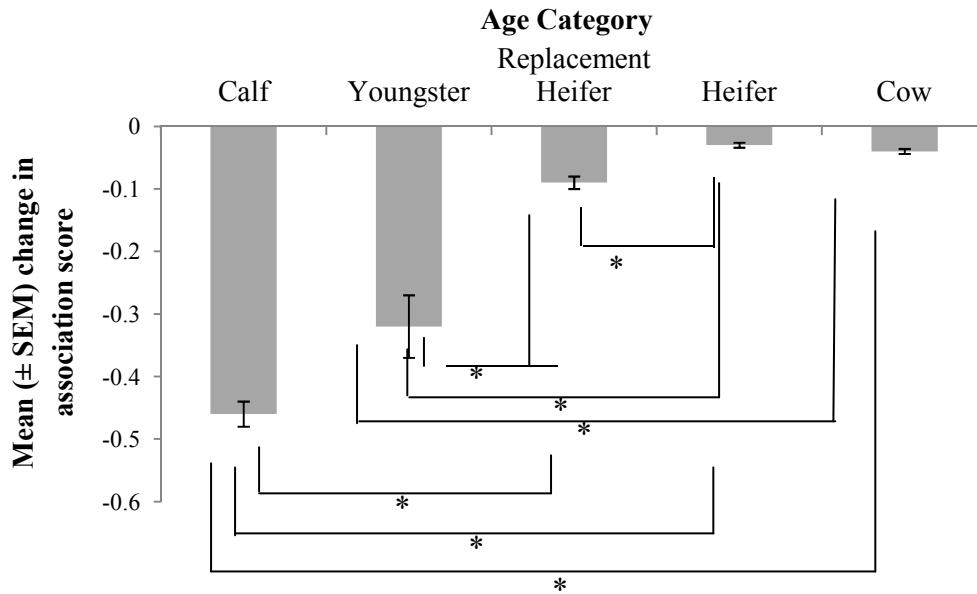 Age Category
Replacement
Calf Youngster Heifer Heifer Cow
0
-0.1
-0.2
-0.3
-0.4
-0.5
-0.6
Mean (± SEM) change in
association score
*
*
*
*
*
*
*